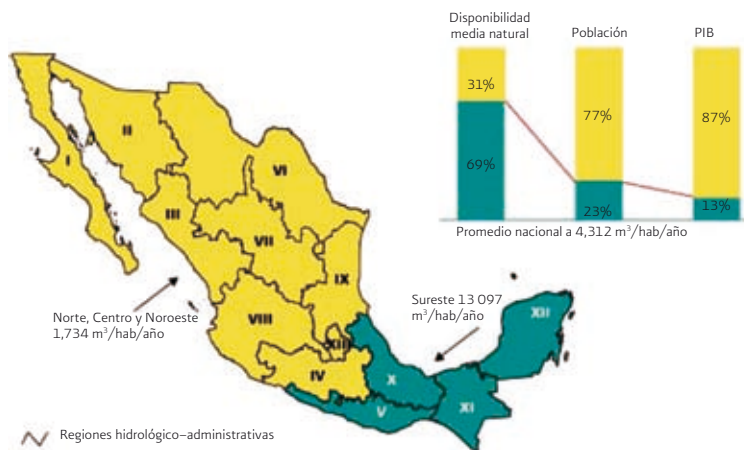 Disponibilidad
media natural
Población
PIB
31%
77%
87%
69%
23%
13%
Promedio nacional a 4,312 m³/hab/año
I
II
VI
III
VII
IX
Norte, Centro y Noroeste
1,734 m³/hab/año
Sureste 13 097
m³/hab/año
VIII
XIII
XII
IV
X
V
XI
Regiones hidrológico–administrativas